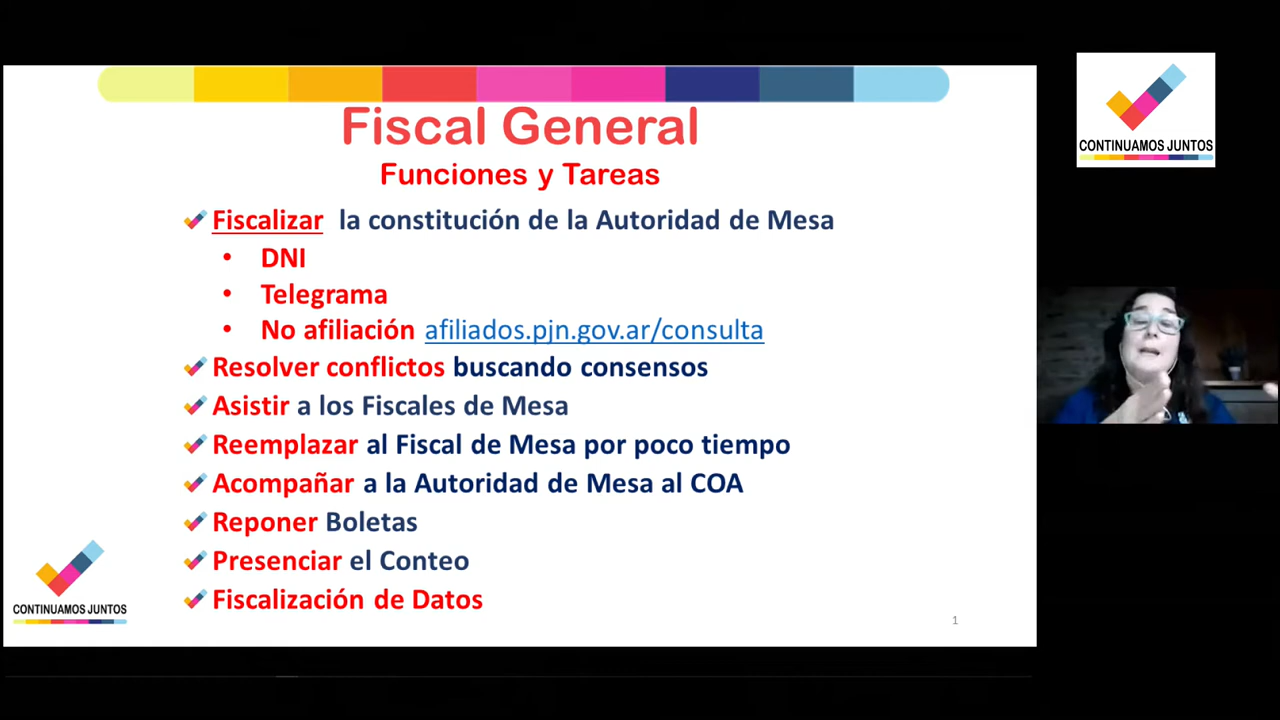 Fiscal General
Funciones y Tareas
Fiscalizar la constitución de la Autoridad de Mesa
• DNI
• Telegrama
• No afiliación afiliados.pjn.gov.ar/consulta
Resolver conflictos buscando consensos
Asistir a los Fiscales de Mesa
Reemplazar al Fiscal de Mesa por poco tiempo
Acompañar a la Autoridad de Mesa al COA
Reponer Boletas
Presenciar el Conteo
Fiscalización de Datos
CONTINUAMOS JUNTOS
1
CONTINUAMOS JUNTOS